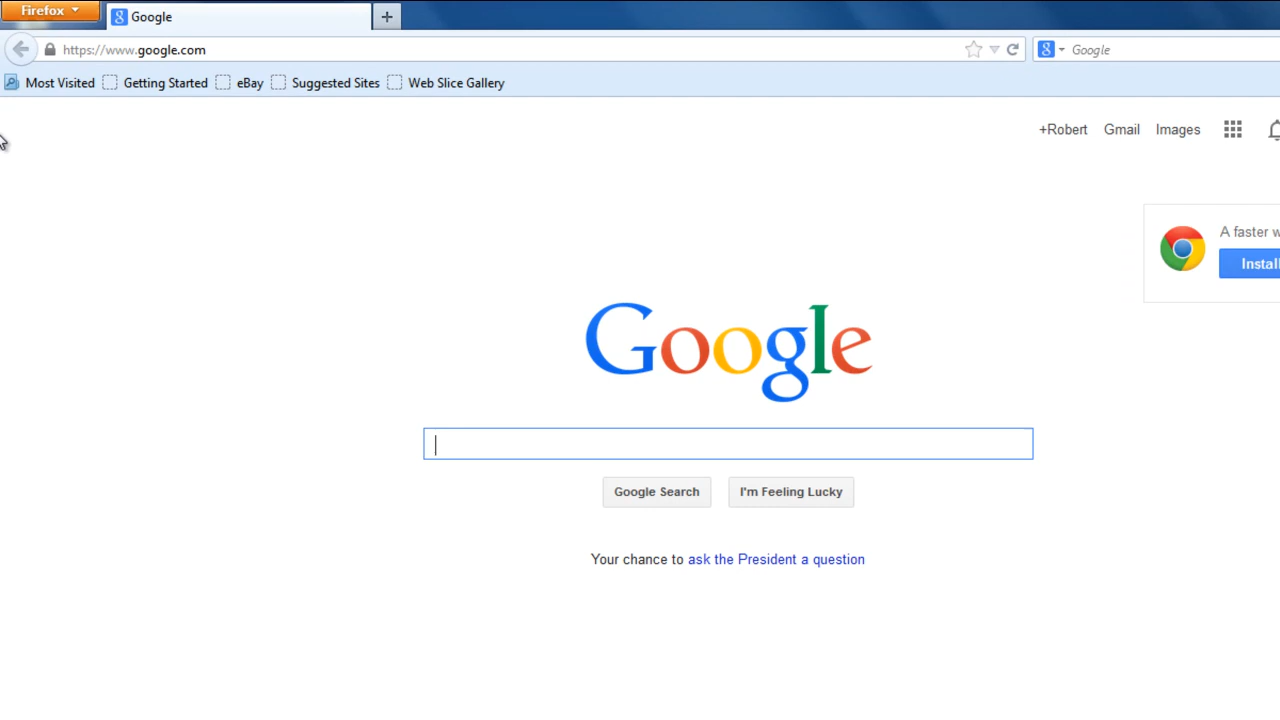 Firefox
Google
https://www.google.com
Google
Most Visited
Getting Started
eBay
Suggested Sites
Web Slice Gallery
+Robert
Gmail
Images
A faster w
Install
Google
Google Search
I'm Feeling Lucky
Your chance to ask the President a question